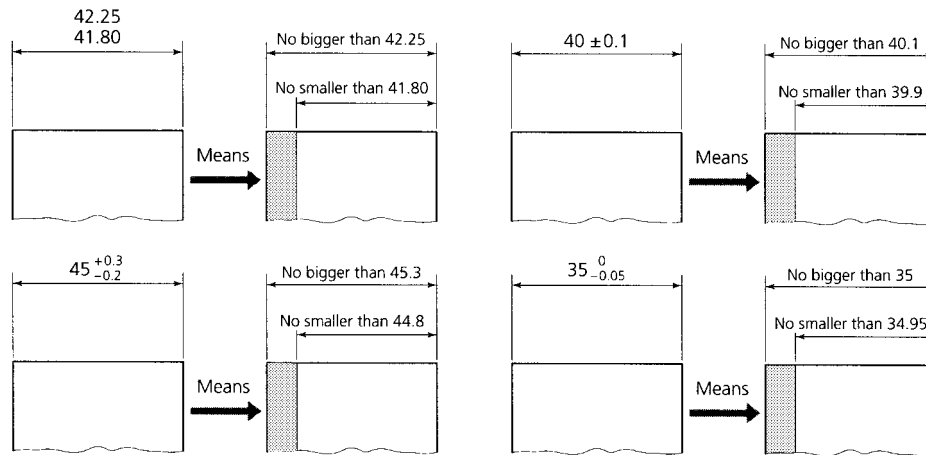 42.25
41.80
No bigger than 42.25
No smaller than 41.80
Means
40 ±0.1
No bigger than 40.1
No smaller than 39.9
Means
45 +0.3
-0.2
No bigger than 45.3
No smaller than 44.8
Means
35 0
-0.05
No bigger than 35
No smaller than 34.95
Means